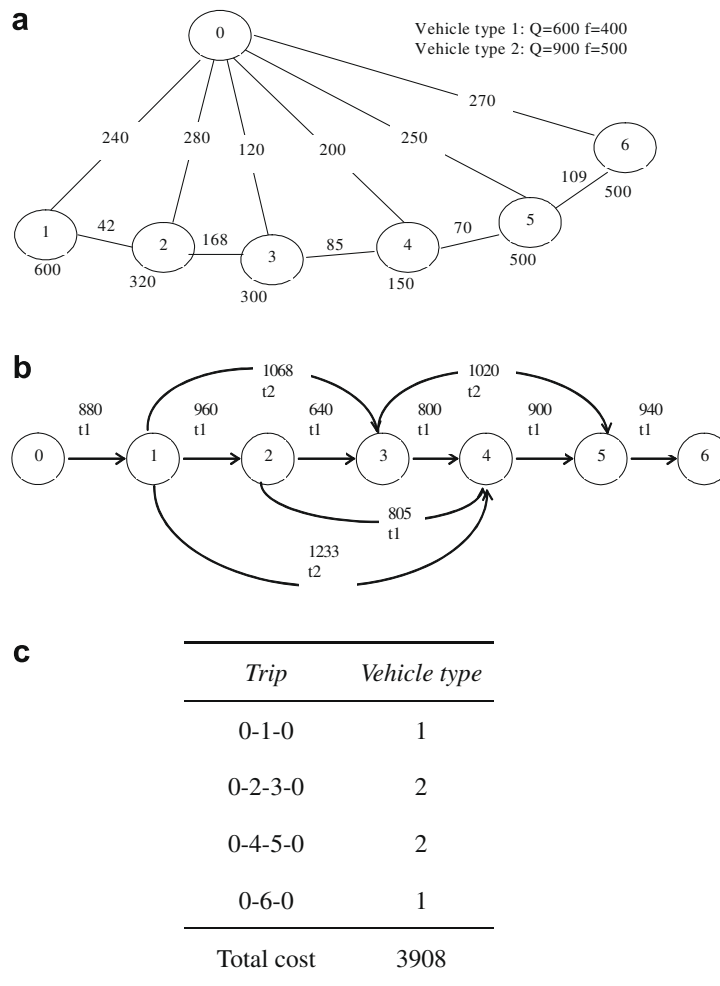 a
0
Vehicle type 1: Q=600 f=400
Vehicle type 2: Q=900 f=500
270
240
280
120
200
250
6
109
500
1
42
2
168
3
85
4
70
5
600
320
300
150
500
b
1068
t2
1020
t2
880
t1
960
t1
640
t1
800
t1
900
t1
940
t1
0
1
2
3
4
5
6
805
t1
1233
t2
c
Trip Vehicle type
0-1-0 1
0-2-3-0 2
0-4-5-0 2
0-6-0 1
Total cost 3908